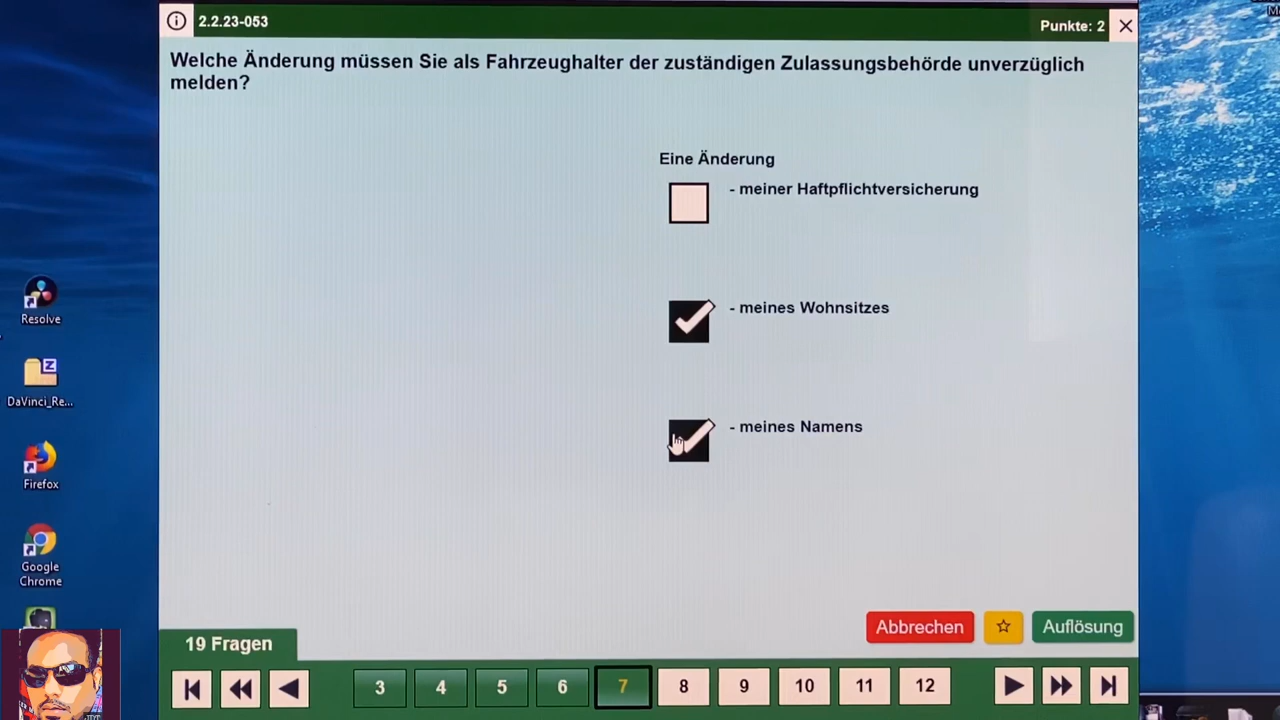 2.2.23-053
Punkte: 2
Welche Änderung müssen Sie als Fahrzeughalter der zuständigen Zulassungsbehörde unverzüglich
melden?
Eine Änderung
- meiner Haftpflichtversicherung
- meines Wohnsitzes
- meines Namens
Resolve
DaVinci_Re...
Firefox
Google
Chrome
Abbrechen
Auflösung
19 Fragen
3 4 5 6 7 8 9 10 11 12